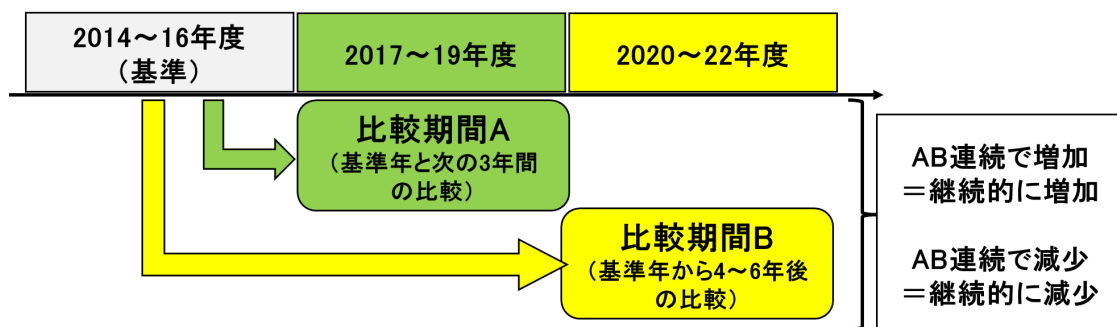 2014～16年度
(基準)
2017～19年度
2020～22年度
比較期間A
(基準年と次の3年間
の比較)
比較期間B
(基準年から4～6年後
の比較)
AB連続で増加
＝継続的に増加
AB連続で減少
＝継続的に減少